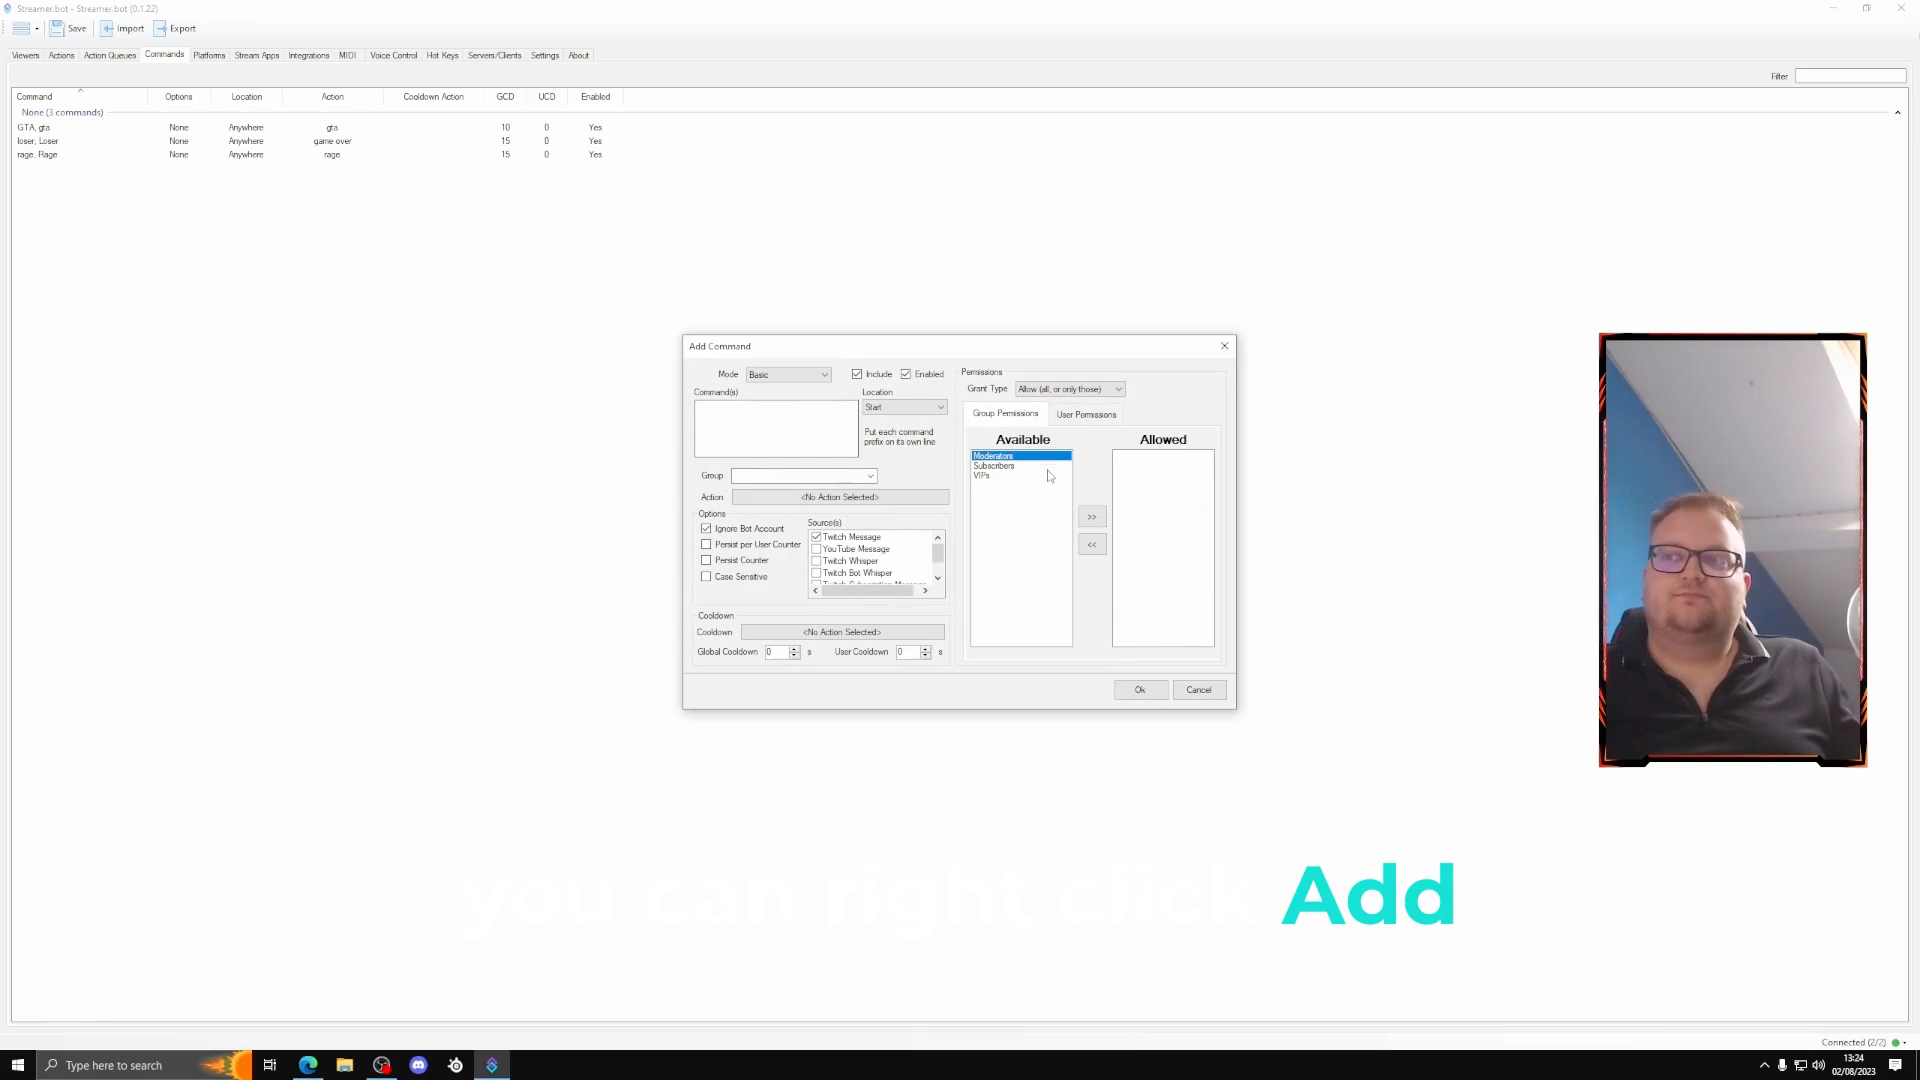 Streamer.bot - Streamer.bot (0.1.22)
Save Import Export
Viewers Actions Action Queues Commands Platforms Stream Apps Integrations MIDI Voice Control Hot Keys Servers/Clients Settings About
Filter
Command Options Location Action Cooldown Action GCD UCD Enabled
None (3 commands)
GTA, gta None Anywhere gta 10 0 Yes
loser, Loser None Anywhere game over 15 0 Yes
rage, Rage None Anywhere rage 15 0 Yes
Add Command
Mode Basic Include Enabled
Command(s) Location
Start
Put each command
prefix on its own line
Group
Action <No Action Selected>
Options
Ignore Bot Account
Persist per User Counter
Persist Counter
Case Sensitive
Source(s)
Twitch Message
YouTube Message
Twitch Whisper
Twitch Bot Whisper
Twitch Subscription Message
Cooldown
Cooldown <No Action Selected>
Global Cooldown 0 s User Cooldown 0 s
Permissions
Grant Type Allow (all, or only those)
Group Permissions User Permissions
Available Allowed
Moderators
Subscribers
VIPs
>>
<<
Ok Cancel
you can right click Add
Connected (2/2)
Type here to search
13:24
02/08/2023